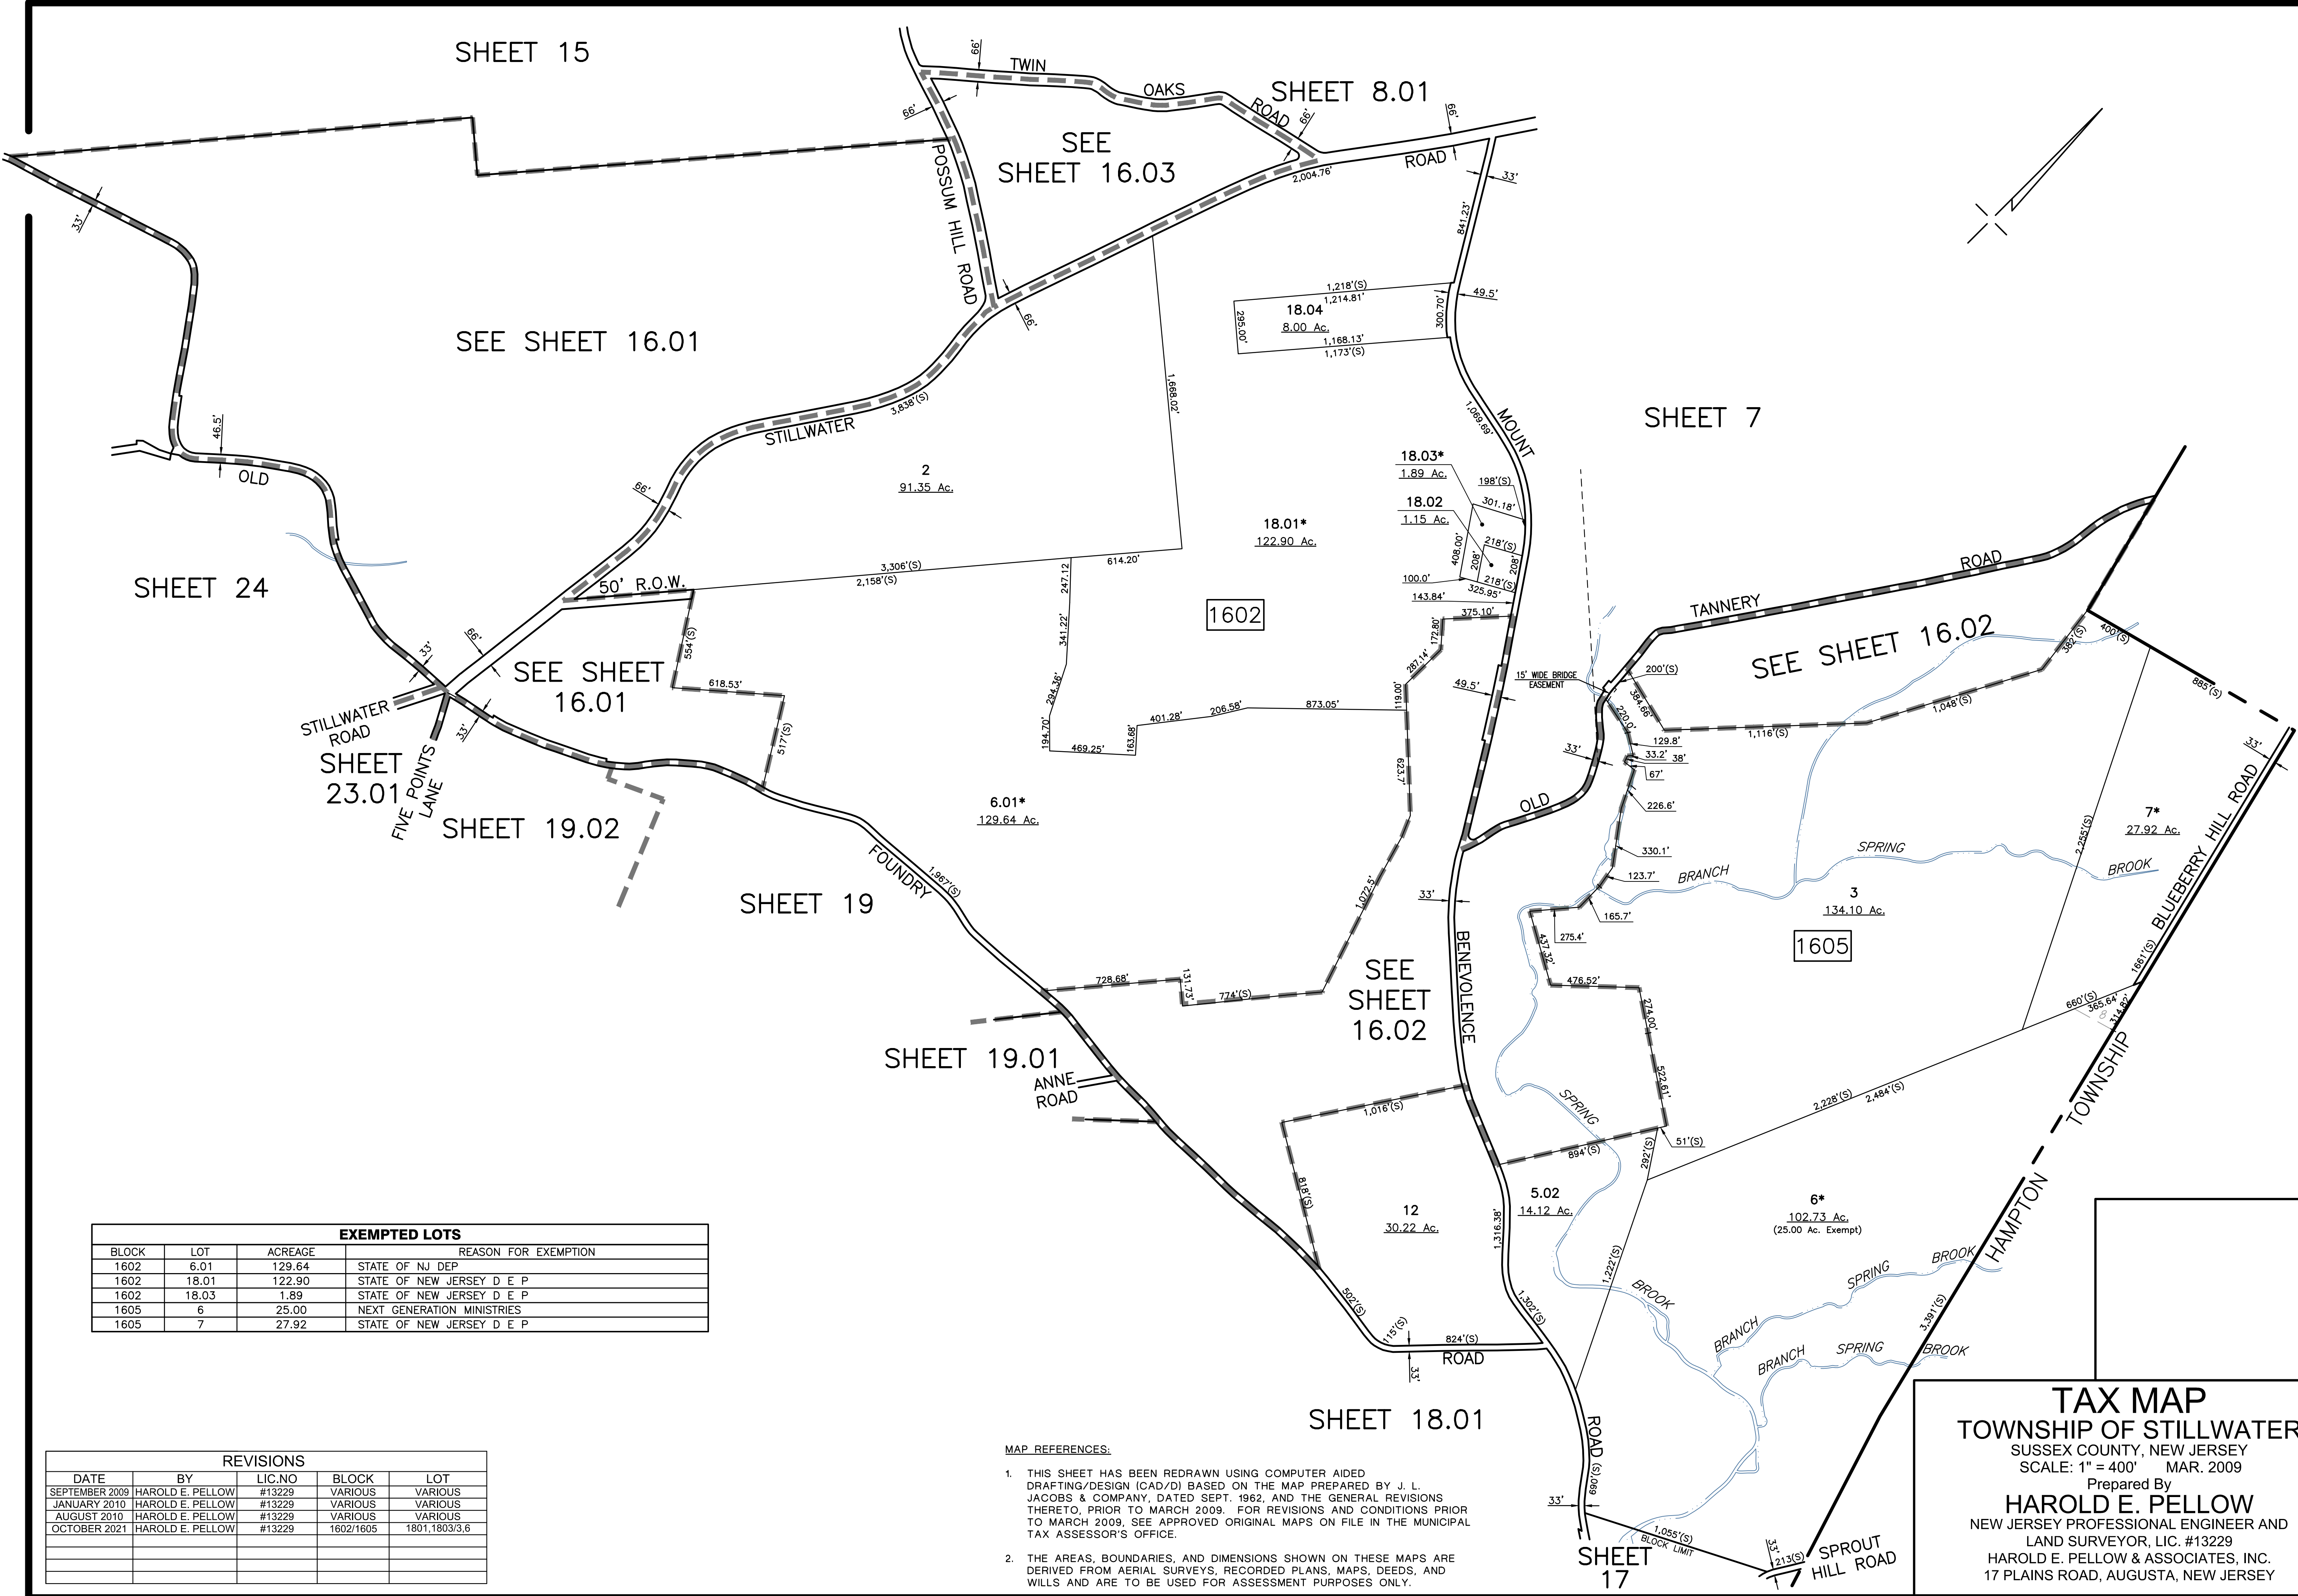 SHEET 15
66'
TWIN
OAKS
ROAD
66'
SHEET 8.01
66'
66'
SEE
SHEET 16.03
POSSUM HILL ROAD
2,004.76'
ROAD
33'
33'
841.23'
1,218'(S)
1,214.81'
18.04
8.00 Ac.
295.00'
1,168.13'
1,173'(S)
300.70'
49.5'
66'
SEE SHEET 16.01
3,838'(S)
STILLWATER
1,668.02'
1,069.69'
MOUNT
SHEET 7
46.5'
OLD
66'
2
91.35 Ac.
18.03*
1.89 Ac.
198'(S)
301.18'
18.02
1.15 Ac.
218'(S)
408.00'
208'
208'
218'(S)
100.0'
325.95'
143.84'
375.10'
18.01*
122.90 Ac.
3,306'(S)
2,158'(S)
614.20'
247.12
SHEET 24
50' R.O.W.
1602
341.22'
172.80'
287.14'
ROAD
TANNERY
SEE SHEET 16.02
382'(S)
400'(S)
885'(S)
33'
66'
SEE SHEET
16.01
554'(S)
618.53'
517'(S)
294.36'
194.70'
469.25'
163.68'
401.28'
206.58'
873.05'
119.00'
49.5'
15' WIDE BRIDGE
EASEMENT
200'(S)
384.66'
220.0'
1,048'(S)
1,116'(S)
129.8'
33.2'
38'
67'
226.6'
33'
STILLWATER
ROAD
33'
SHEET
23.01
FIVE POINTS
LANE
SHEET 19.02
6.01*
129.64 Ac.
623.7'
OLD
33'
BLUEBERRY HILL ROAD
7*
27.92 Ac.
2,255'(S)
330.1'
SPRING
BROOK
BRANCH
123.7'
3
134.10 Ac.
FOUNDRY
1,967'(S)
SHEET 19
1,072.5'
33'
165.7'
275.4'
437.32'
1605
1661'(S)
BENEVOLENCE
SEE
SHEET
16.02
728.68'
131.73'
774'(S)
476.52'
274.00'
660'(S)
365.64'
8
314.82'
SHEET 19.01
ANNE
ROAD
TOWNSHIP
522.61'
SPRING
1,016'(S)
2,228'(S)
2,484'(S)
51'(S)
894'(S)
292'(S)
818'(S)
12
30.22 Ac.
5.02
14.12 Ac.
6*
102.73 Ac.
(25.00 Ac. Exempt)
HAMPTON
1,316.38'
1,222'(S)
BROOK
SPRING
BROOK
BRANCH
1,302'(S)
502'(S)
115'(S)
824'(S)
ROAD
33'
3,391'(S)
BRANCH
SPRING
BROOK
SHEET 18.01
ROAD
699'(S)
33'
1,055'(S)
BLOCK LIMIT
SHEET
17
33'
213(S)
SPROUT
HILL ROAD
EXEMPTED LOTS
BLOCK LOT ACREAGE REASON FOR EXEMPTION
1602 6.01 129.64 STATE OF NJ DEP
1602 18.01 122.90 STATE OF NEW JERSEY D E P
1602 18.03 1.89 STATE OF NEW JERSEY D E P
1605 6 25.00 NEXT GENERATION MINISTRIES
1605 7 27.92 STATE OF NEW JERSEY D E P
REVISIONS
DATE BY LIC.NO BLOCK LOT
SEPTEMBER 2009 HAROLD E. PELLOW #13229 VARIOUS VARIOUS
JANUARY 2010 HAROLD E. PELLOW #13229 VARIOUS VARIOUS
AUGUST 2010 HAROLD E. PELLOW #13229 VARIOUS VARIOUS
OCTOBER 2021 HAROLD E. PELLOW #13229 1602/1605 1801,1803/3,6
MAP REFERENCES:
1. THIS SHEET HAS BEEN REDRAWN USING COMPUTER AIDED
DRAFTING/DESIGN (CAD/D) BASED ON THE MAP PREPARED BY J. L.
JACOBS & COMPANY, DATED SEPT. 1962, AND THE GENERAL REVISIONS
THERETO, PRIOR TO MARCH 2009. FOR REVISIONS AND CONDITIONS PRIOR
TO MARCH 2009, SEE APPROVED ORIGINAL MAPS ON FILE IN THE MUNICIPAL
TAX ASSESSOR'S OFFICE.
2. THE AREAS, BOUNDARIES, AND DIMENSIONS SHOWN ON THESE MAPS ARE
DERIVED FROM AERIAL SURVEYS, RECORDED PLANS, MAPS, DEEDS, AND
WILLS AND ARE TO BE USED FOR ASSESSMENT PURPOSES ONLY.
TAX MAP
TOWNSHIP OF STILLWATER
SUSSEX COUNTY, NEW JERSEY
SCALE: 1" = 400' MAR. 2009
Prepared By
HAROLD E. PELLOW
NEW JERSEY PROFESSIONAL ENGINEER AND
LAND SURVEYOR, LIC. #13229
HAROLD E. PELLOW & ASSOCIATES, INC.
17 PLAINS ROAD, AUGUSTA, NEW JERSEY